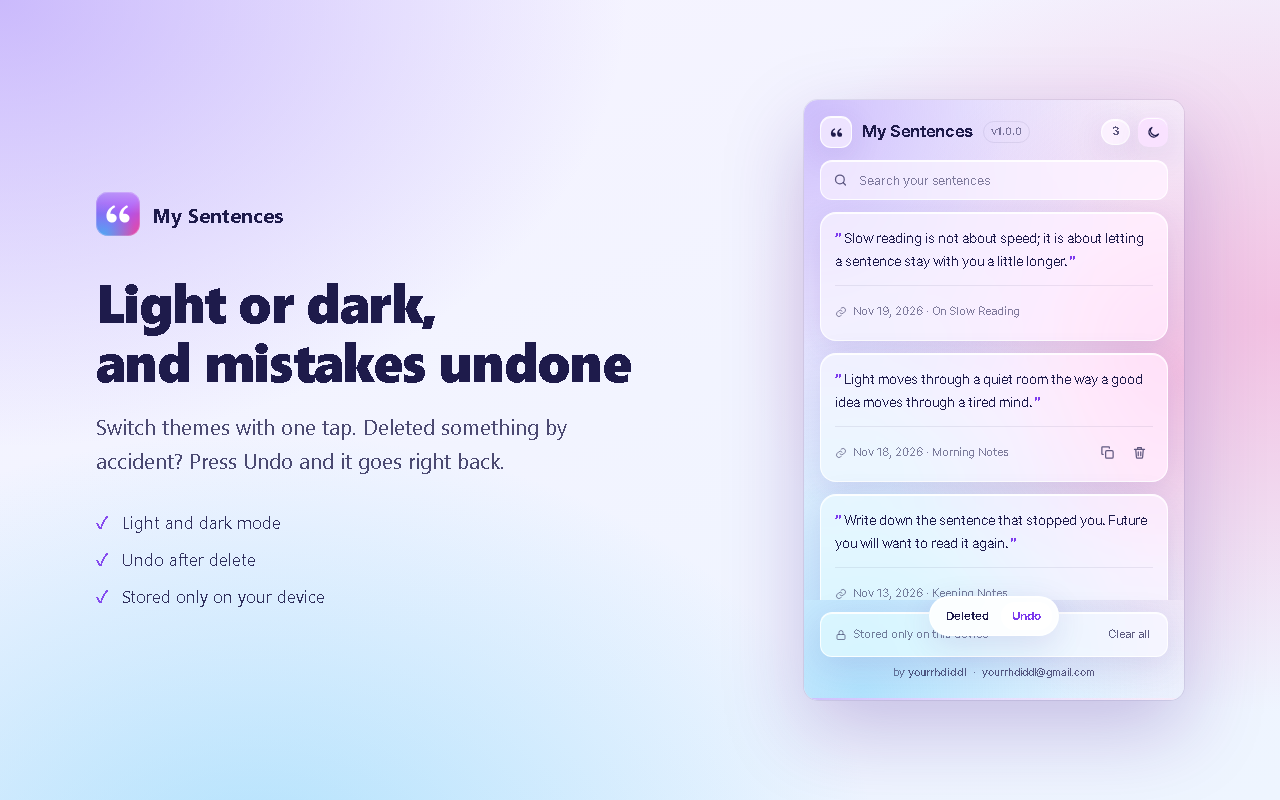 My Sentences
Light or dark,
and mistakes undone
Switch themes with one tap. Deleted something by
accident? Press Undo and it goes right back.
✓ Light and dark mode
✓ Undo after delete
✓ Stored only on your device
My Sentences v1.0.0 3
Search your sentences
” Slow reading is not about speed; it is about letting
a sentence stay with you a little longer. ”
Nov 19, 2026 · On Slow Reading
” Light moves through a quiet room the way a good
idea moves through a tired mind. ”
Nov 18, 2026 · Morning Notes
” Write down the sentence that stopped you. Future
you will want to read it again. ”
Nov 13, 2026 · Keeping Notes
Deleted Undo
Stored only on this device Clear all
by yourrhdiddl · yourrhdiddl@gmail.com